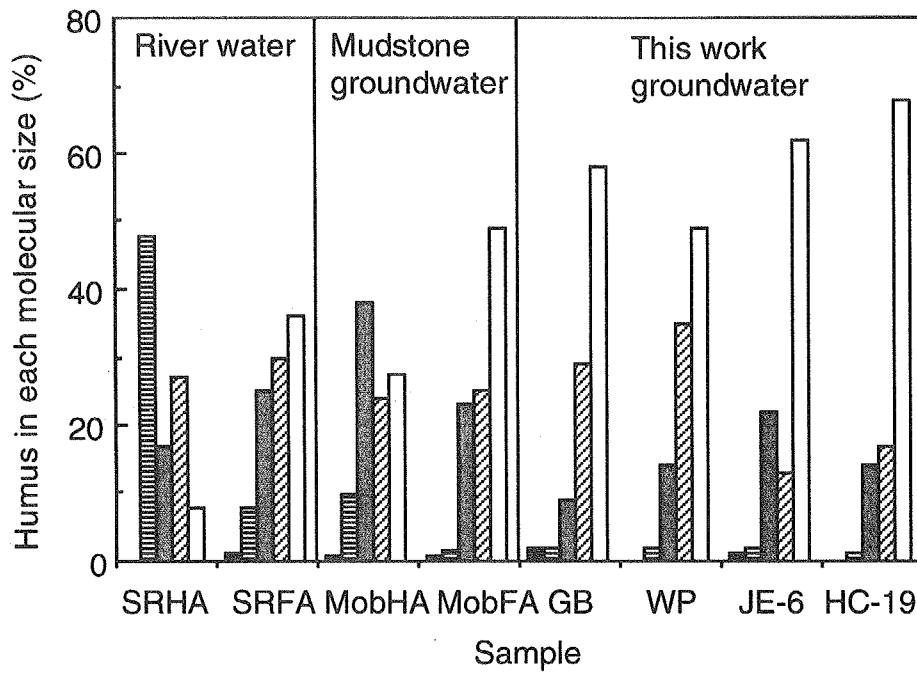 Humus in each molecular size (%)
80
60
40
20
0
River water
Mudstone
groundwater
This work
groundwater
SRHA SRFA MobHA MobFA GB WP JE-6 HC-19
Sample